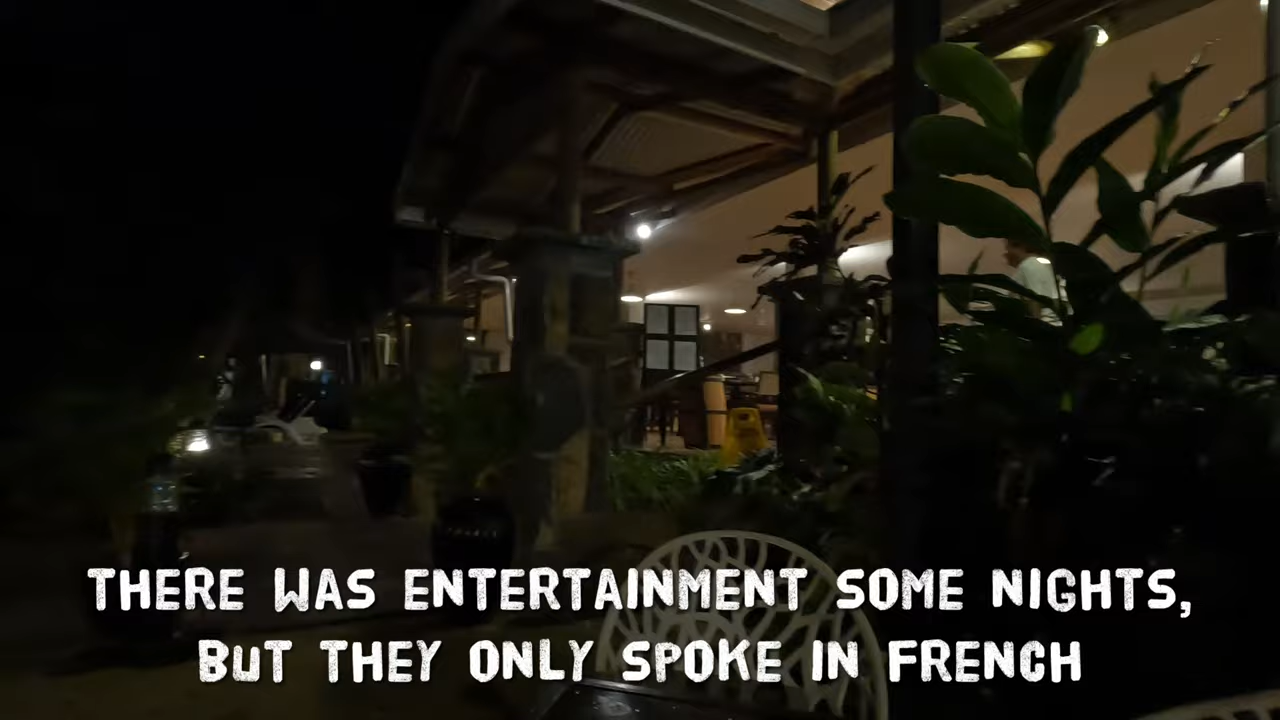 THERE WAS ENTERTAINMENT SOME NIGHTS,
BUT THEY ONLY SPOKE IN FRENCH